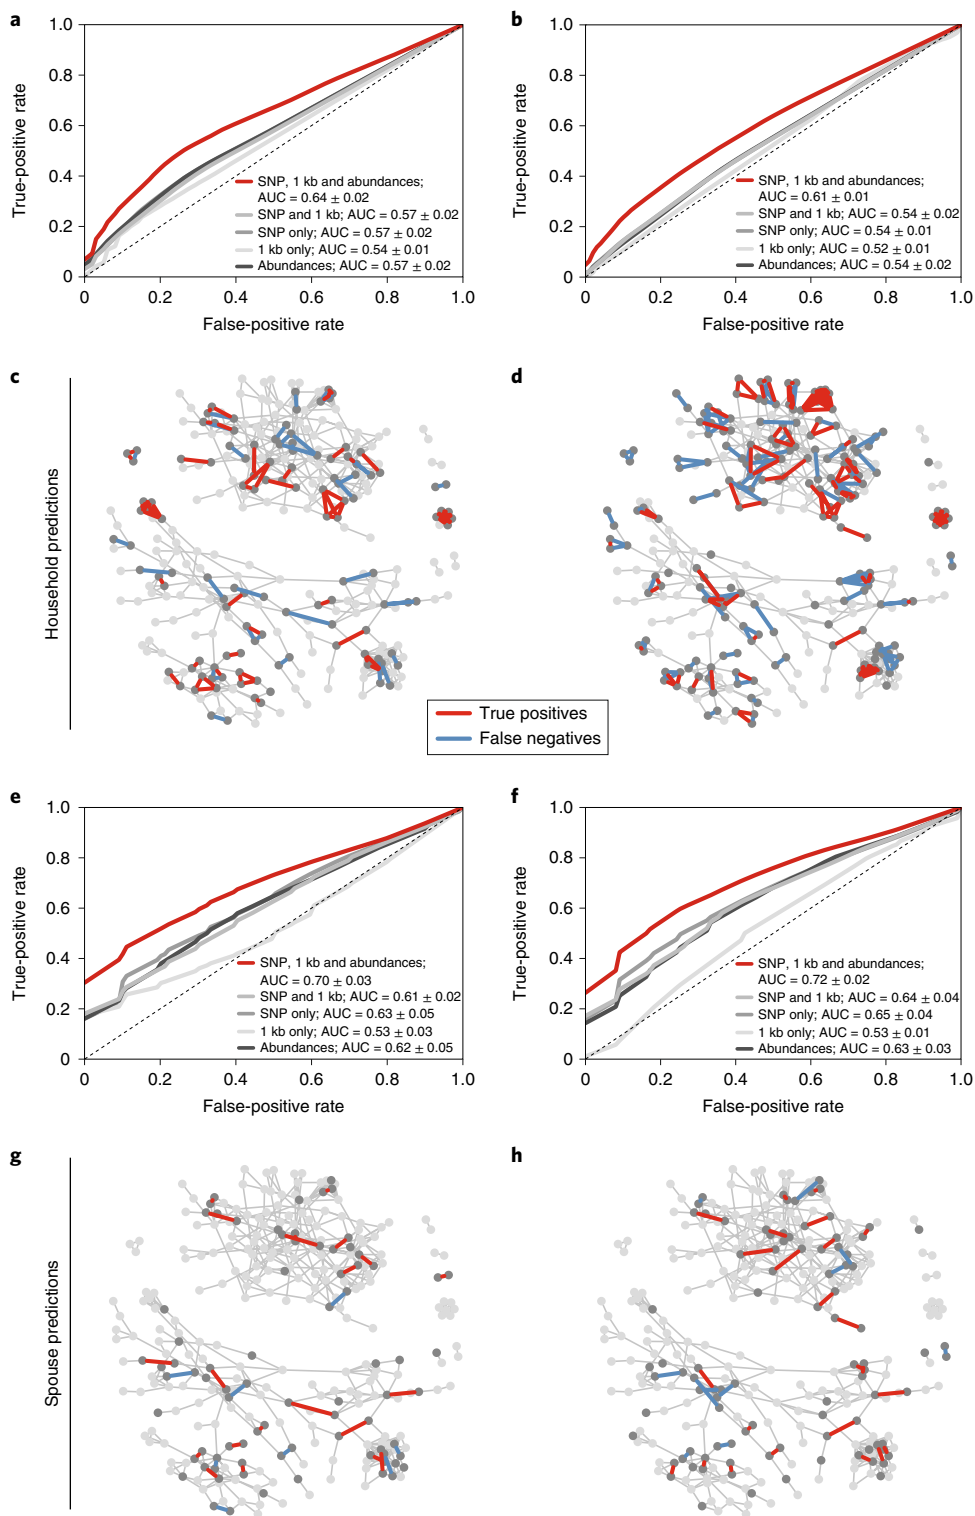 a
1.0
0.8
0.6
0.4
0.2
0
True-positive rate
SNP, 1 kb and abundances;
AUC = 0.64 ± 0.02
SNP and 1 kb; AUC = 0.57 ± 0.02
SNP only; AUC = 0.57 ± 0.02
1 kb only; AUC = 0.54 ± 0.01
Abundances; AUC = 0.57 ± 0.02
0 0.2 0.4 0.6 0.8 1.0
False-positive rate
b
1.0
0.8
0.6
0.4
0.2
0
True-positive rate
SNP, 1 kb and abundances;
AUC = 0.61 ± 0.01
SNP and 1 kb; AUC = 0.54 ± 0.02
SNP only; AUC = 0.54 ± 0.01
1 kb only; AUC = 0.52 ± 0.01
Abundances; AUC = 0.54 ± 0.02
0 0.2 0.4 0.6 0.8 1.0
False-positive rate
c
d
Household predictions
True positives
False negatives
e
1.0
0.8
0.6
0.4
0.2
0
True-positive rate
SNP, 1 kb and abundances;
AUC = 0.70 ± 0.03
SNP and 1 kb; AUC = 0.61 ± 0.02
SNP only; AUC = 0.63 ± 0.05
1 kb only; AUC = 0.53 ± 0.03
Abundances; AUC = 0.62 ± 0.05
0 0.2 0.4 0.6 0.8 1.0
False-positive rate
f
1.0
0.8
0.6
0.4
0.2
0
True-positive rate
SNP, 1 kb and abundances;
AUC = 0.72 ± 0.02
SNP and 1 kb; AUC = 0.64 ± 0.04
SNP only; AUC = 0.65 ± 0.04
1 kb only; AUC = 0.53 ± 0.01
Abundances; AUC = 0.63 ± 0.03
0 0.2 0.4 0.6 0.8 1.0
False-positive rate
g
h
Spouse predictions